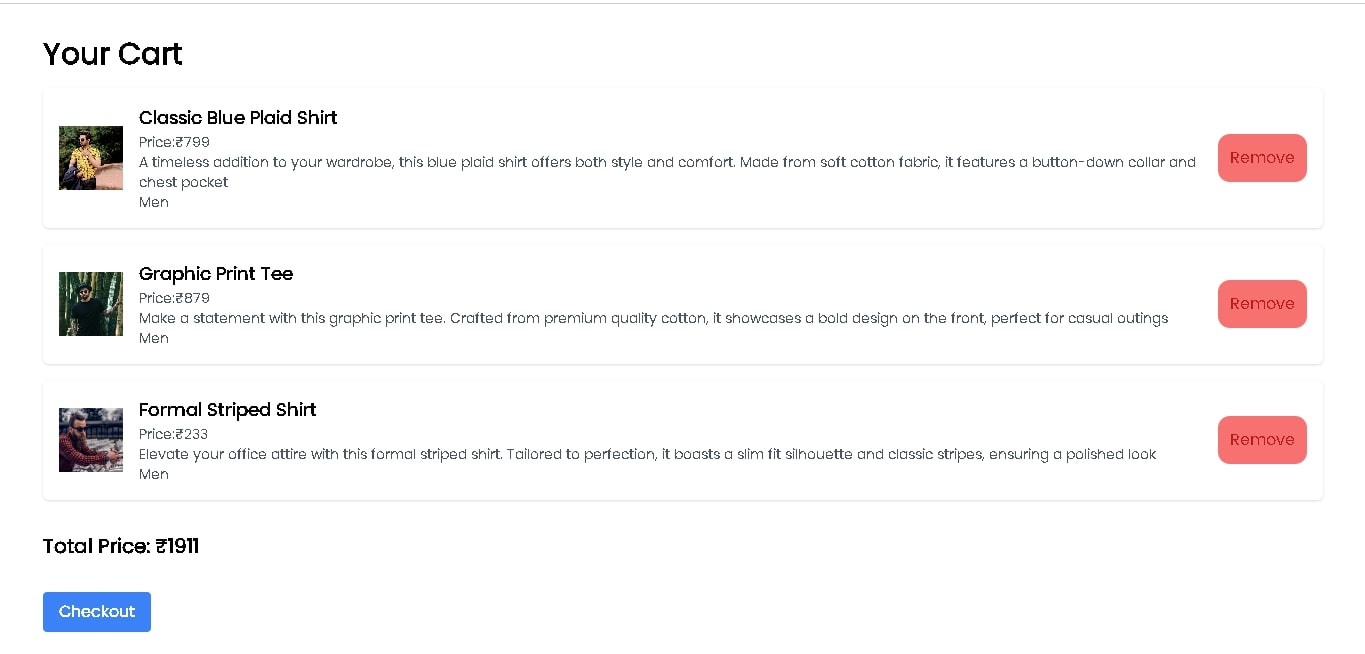 Your Cart
Classic Blue Plaid Shirt
Price:₹799
A timeless addition to your wardrobe, this blue plaid shirt offers both style and comfort. Made from soft cotton fabric, it features a button-down collar and
chest pocket
Men
Remove
Graphic Print Tee
Price:₹879
Make a statement with this graphic print tee. Crafted from premium quality cotton, it showcases a bold design on the front, perfect for casual outings
Men
Remove
Formal Striped Shirt
Price:₹233
Elevate your office attire with this formal striped shirt. Tailored to perfection, it boasts a slim fit silhouette and classic stripes, ensuring a polished look
Men
Remove
Total Price: ₹1911
Checkout